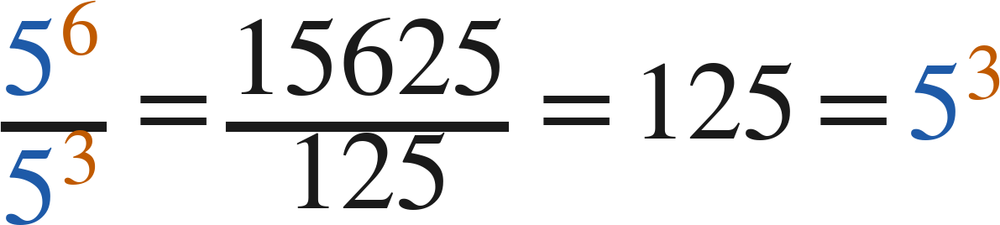 5^6/5^3 = 15625/125 = 125 = 5^3